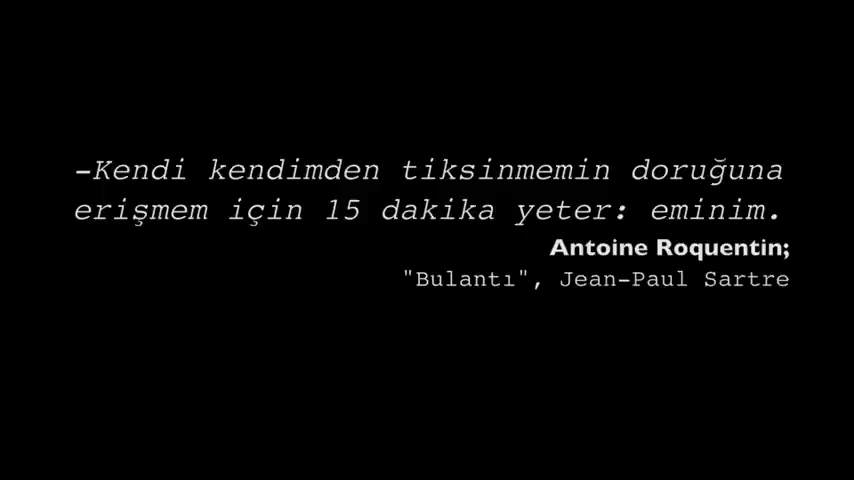 -Kendi kendimden tiksinmemin doruğuna
erişmem için 15 dakika yeter: eminim.
Antoine Roquentin;
"Bulantı", Jean-Paul Sartre